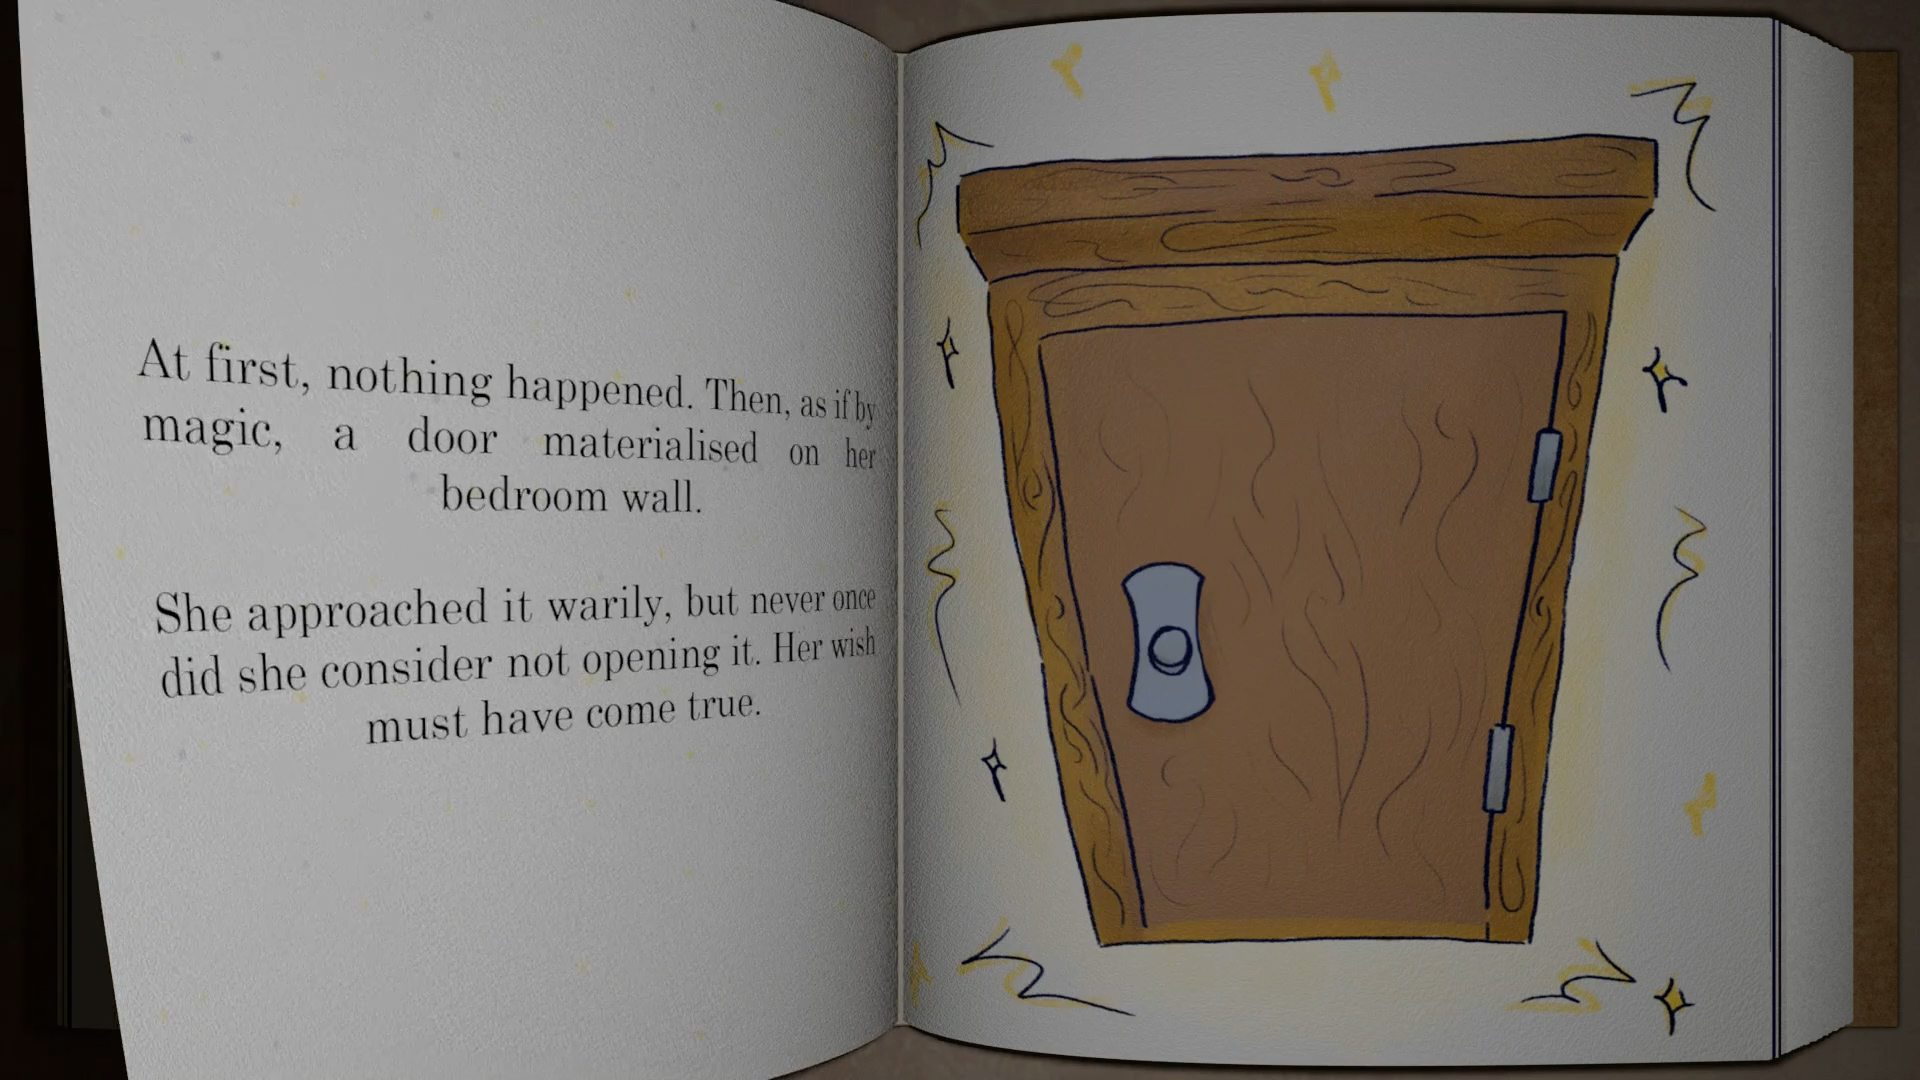 At first, nothing happened. Then, as if by
magic, a door materialised on her
bedroom wall.
She approached it warily, but never once
did she consider not opening it. Her wish
must have come true.